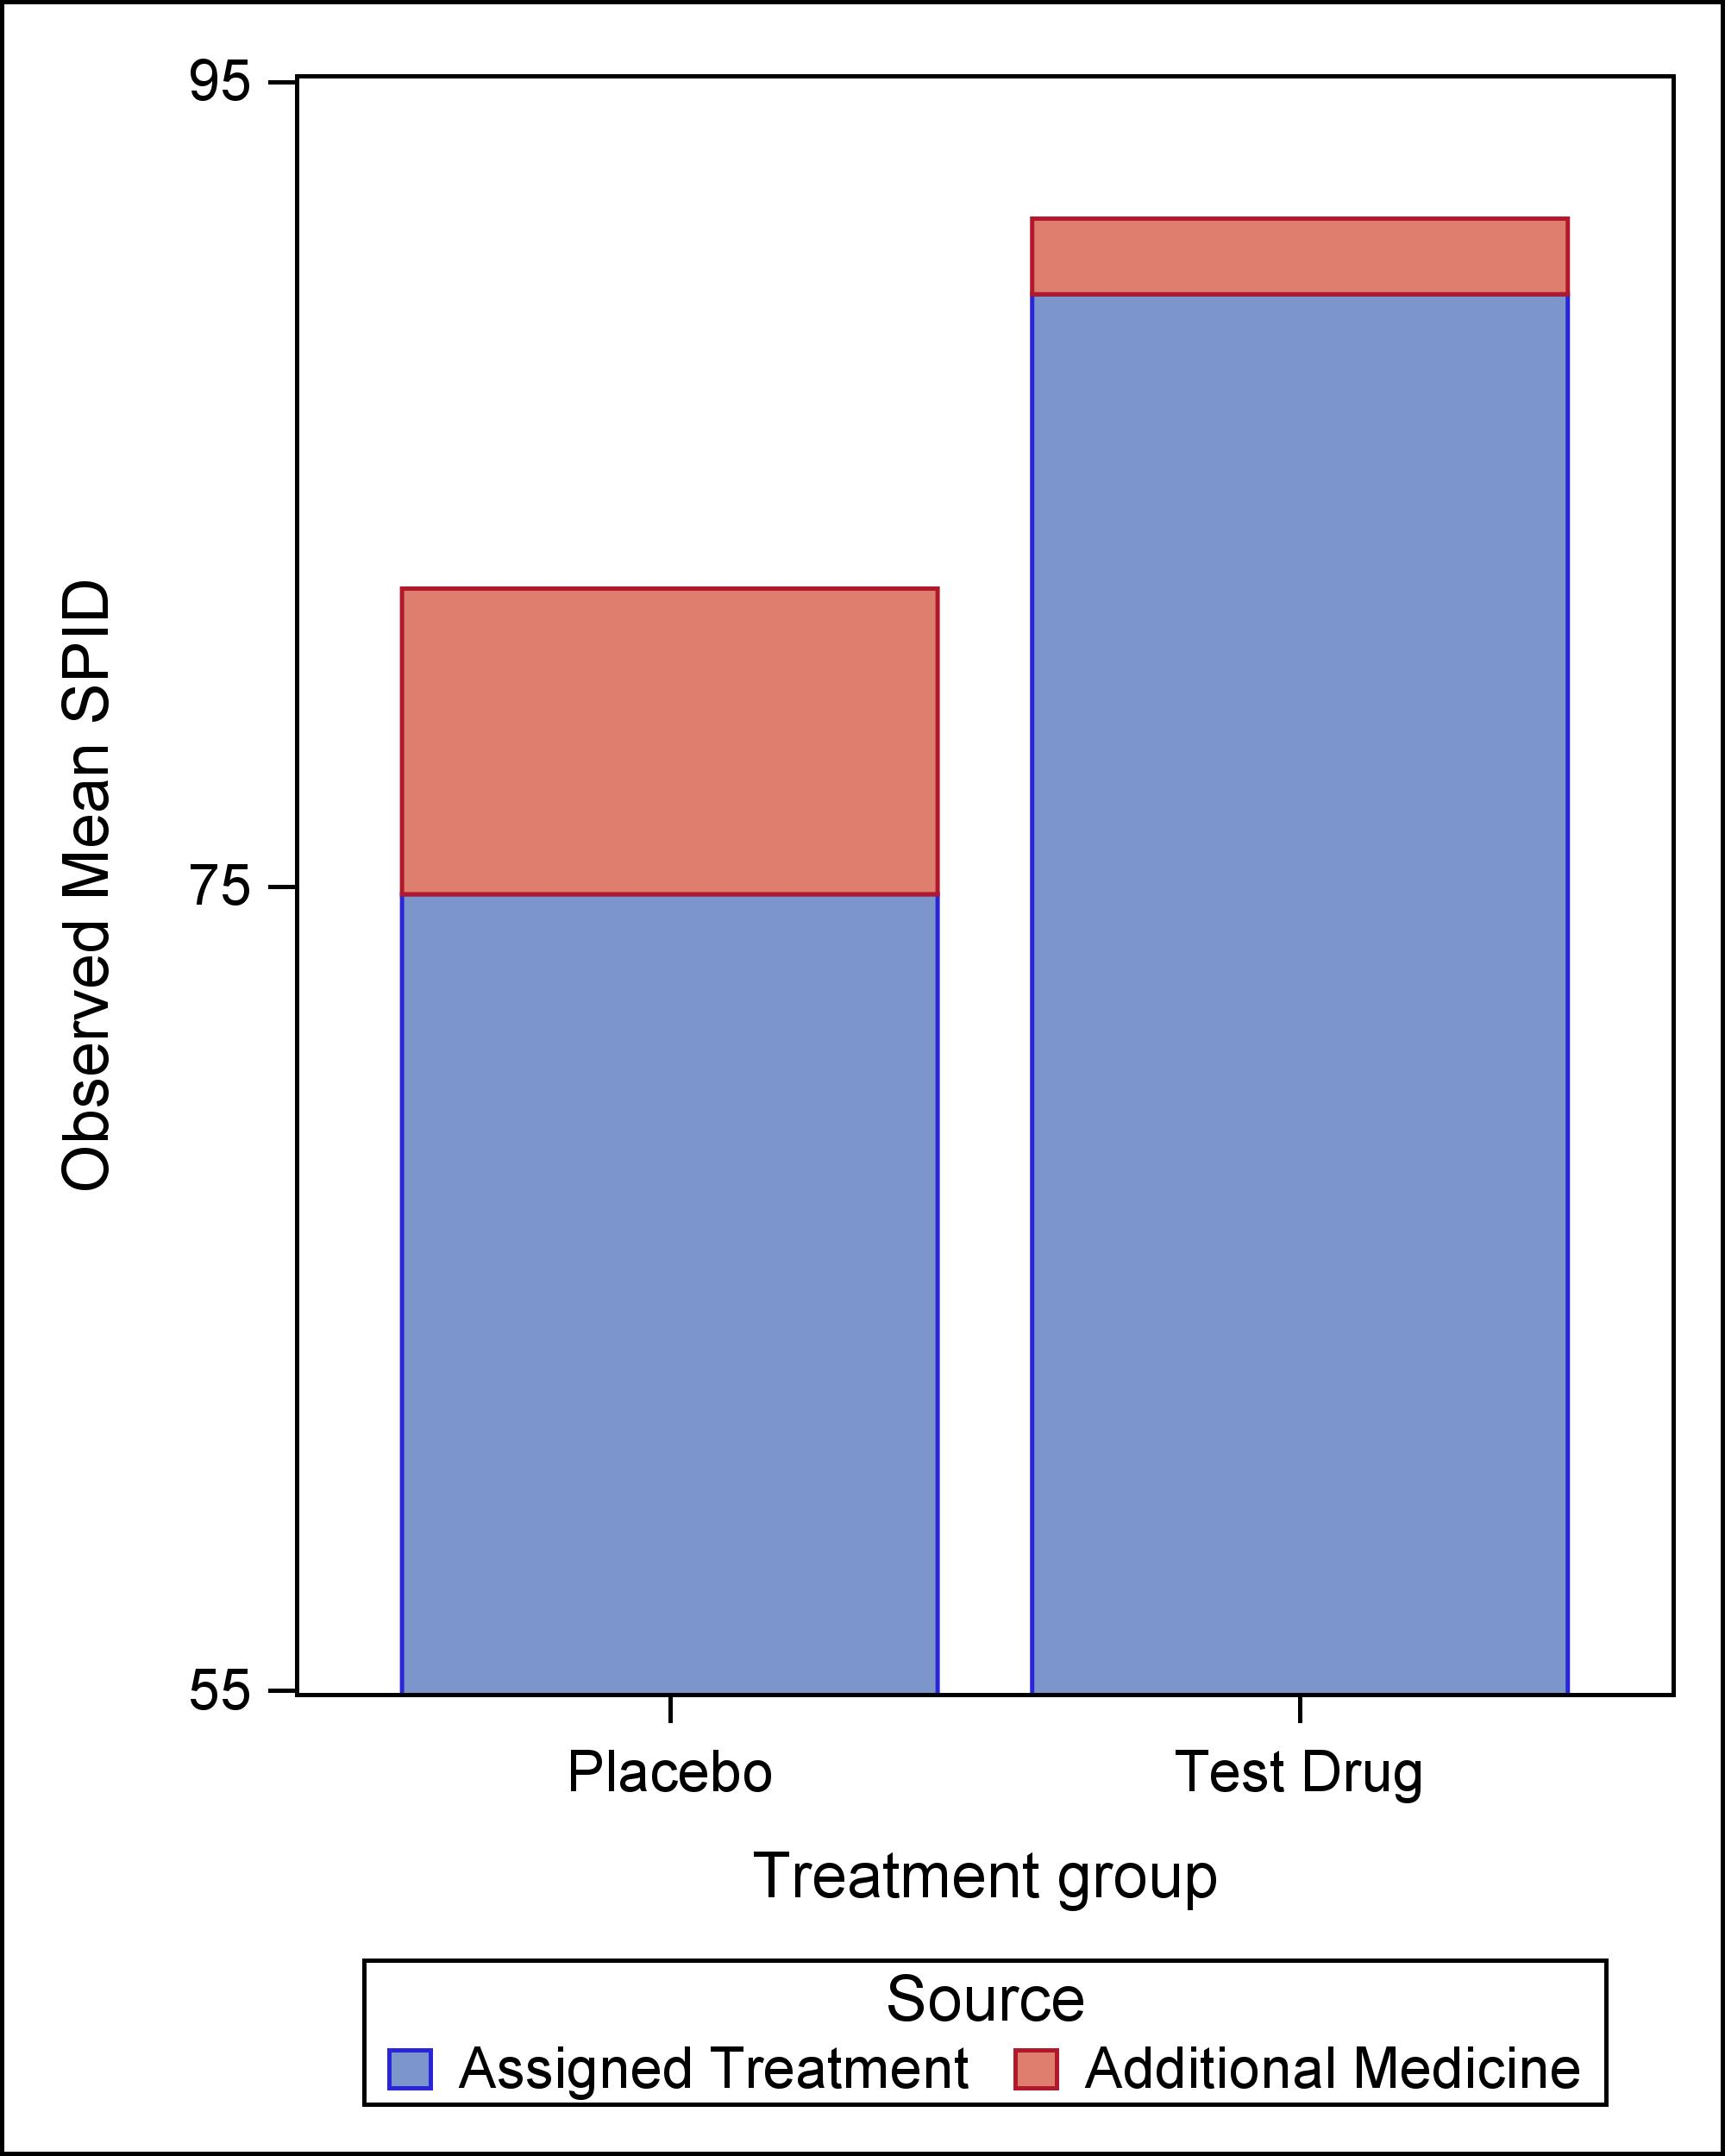 95
75
55
Observed Mean SPID
Placebo
Test Drug
Treatment group
Source
Assigned Treatment
Additional Medicine